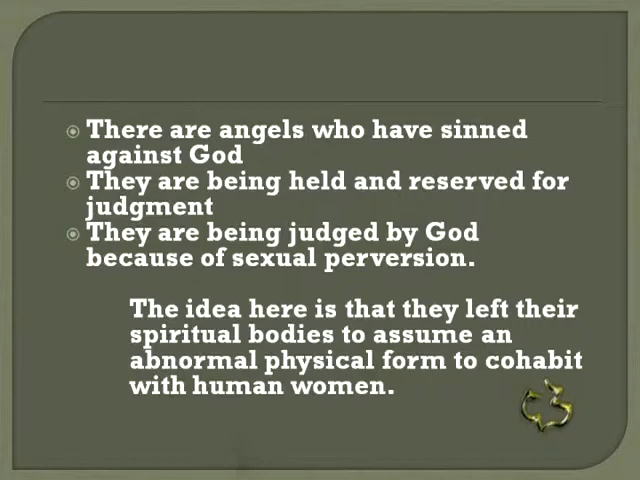 There are angels who have sinned
against God
They are being held and reserved for
judgment
They are being judged by God
because of sexual perversion.
The idea here is that they left their
spiritual bodies to assume an
abnormal physical form to cohabit
with human women.